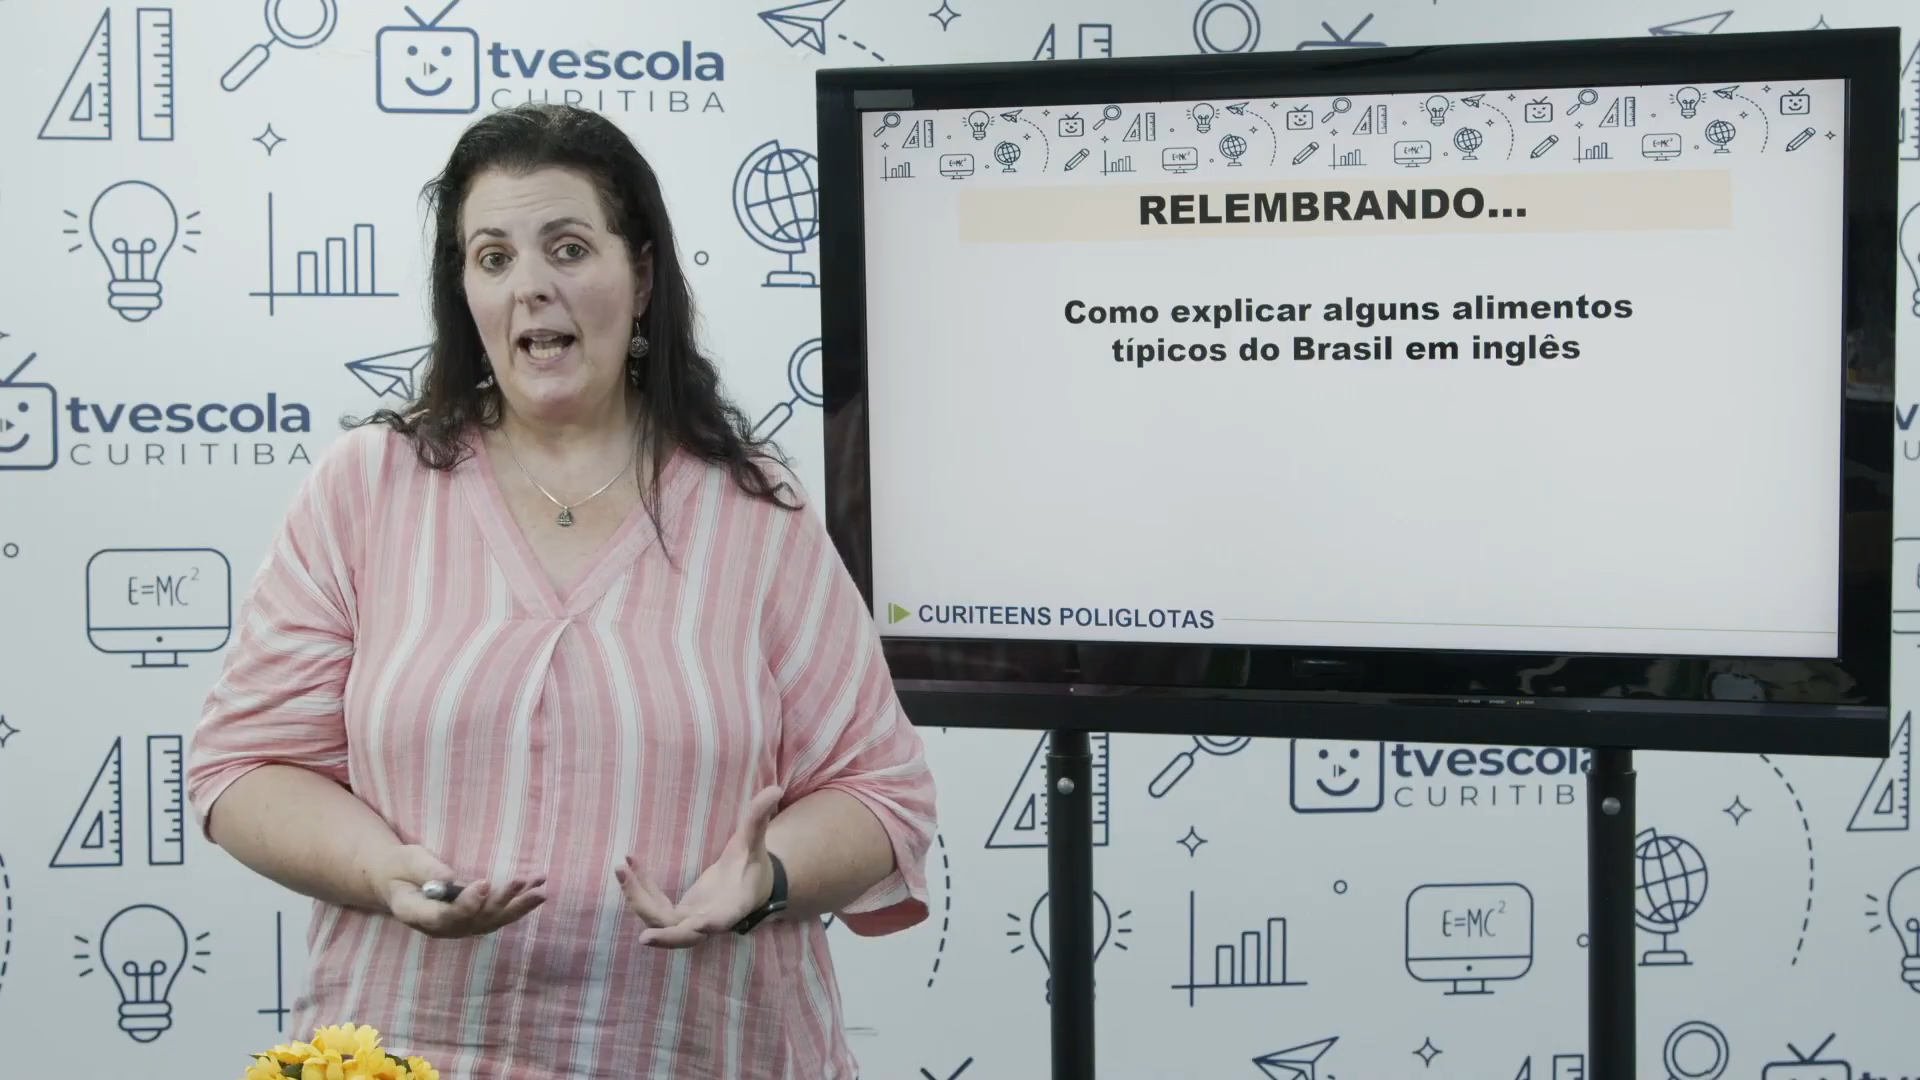 tvescola
CURITIBA
tvescola
CURITIBA
E=MC²
RELEMBRANDO...
Como explicar alguns alimentos
típicos do Brasil em inglês
CURITEENS POLIGLOTAS
tvescola
CURITIB
E=MC²